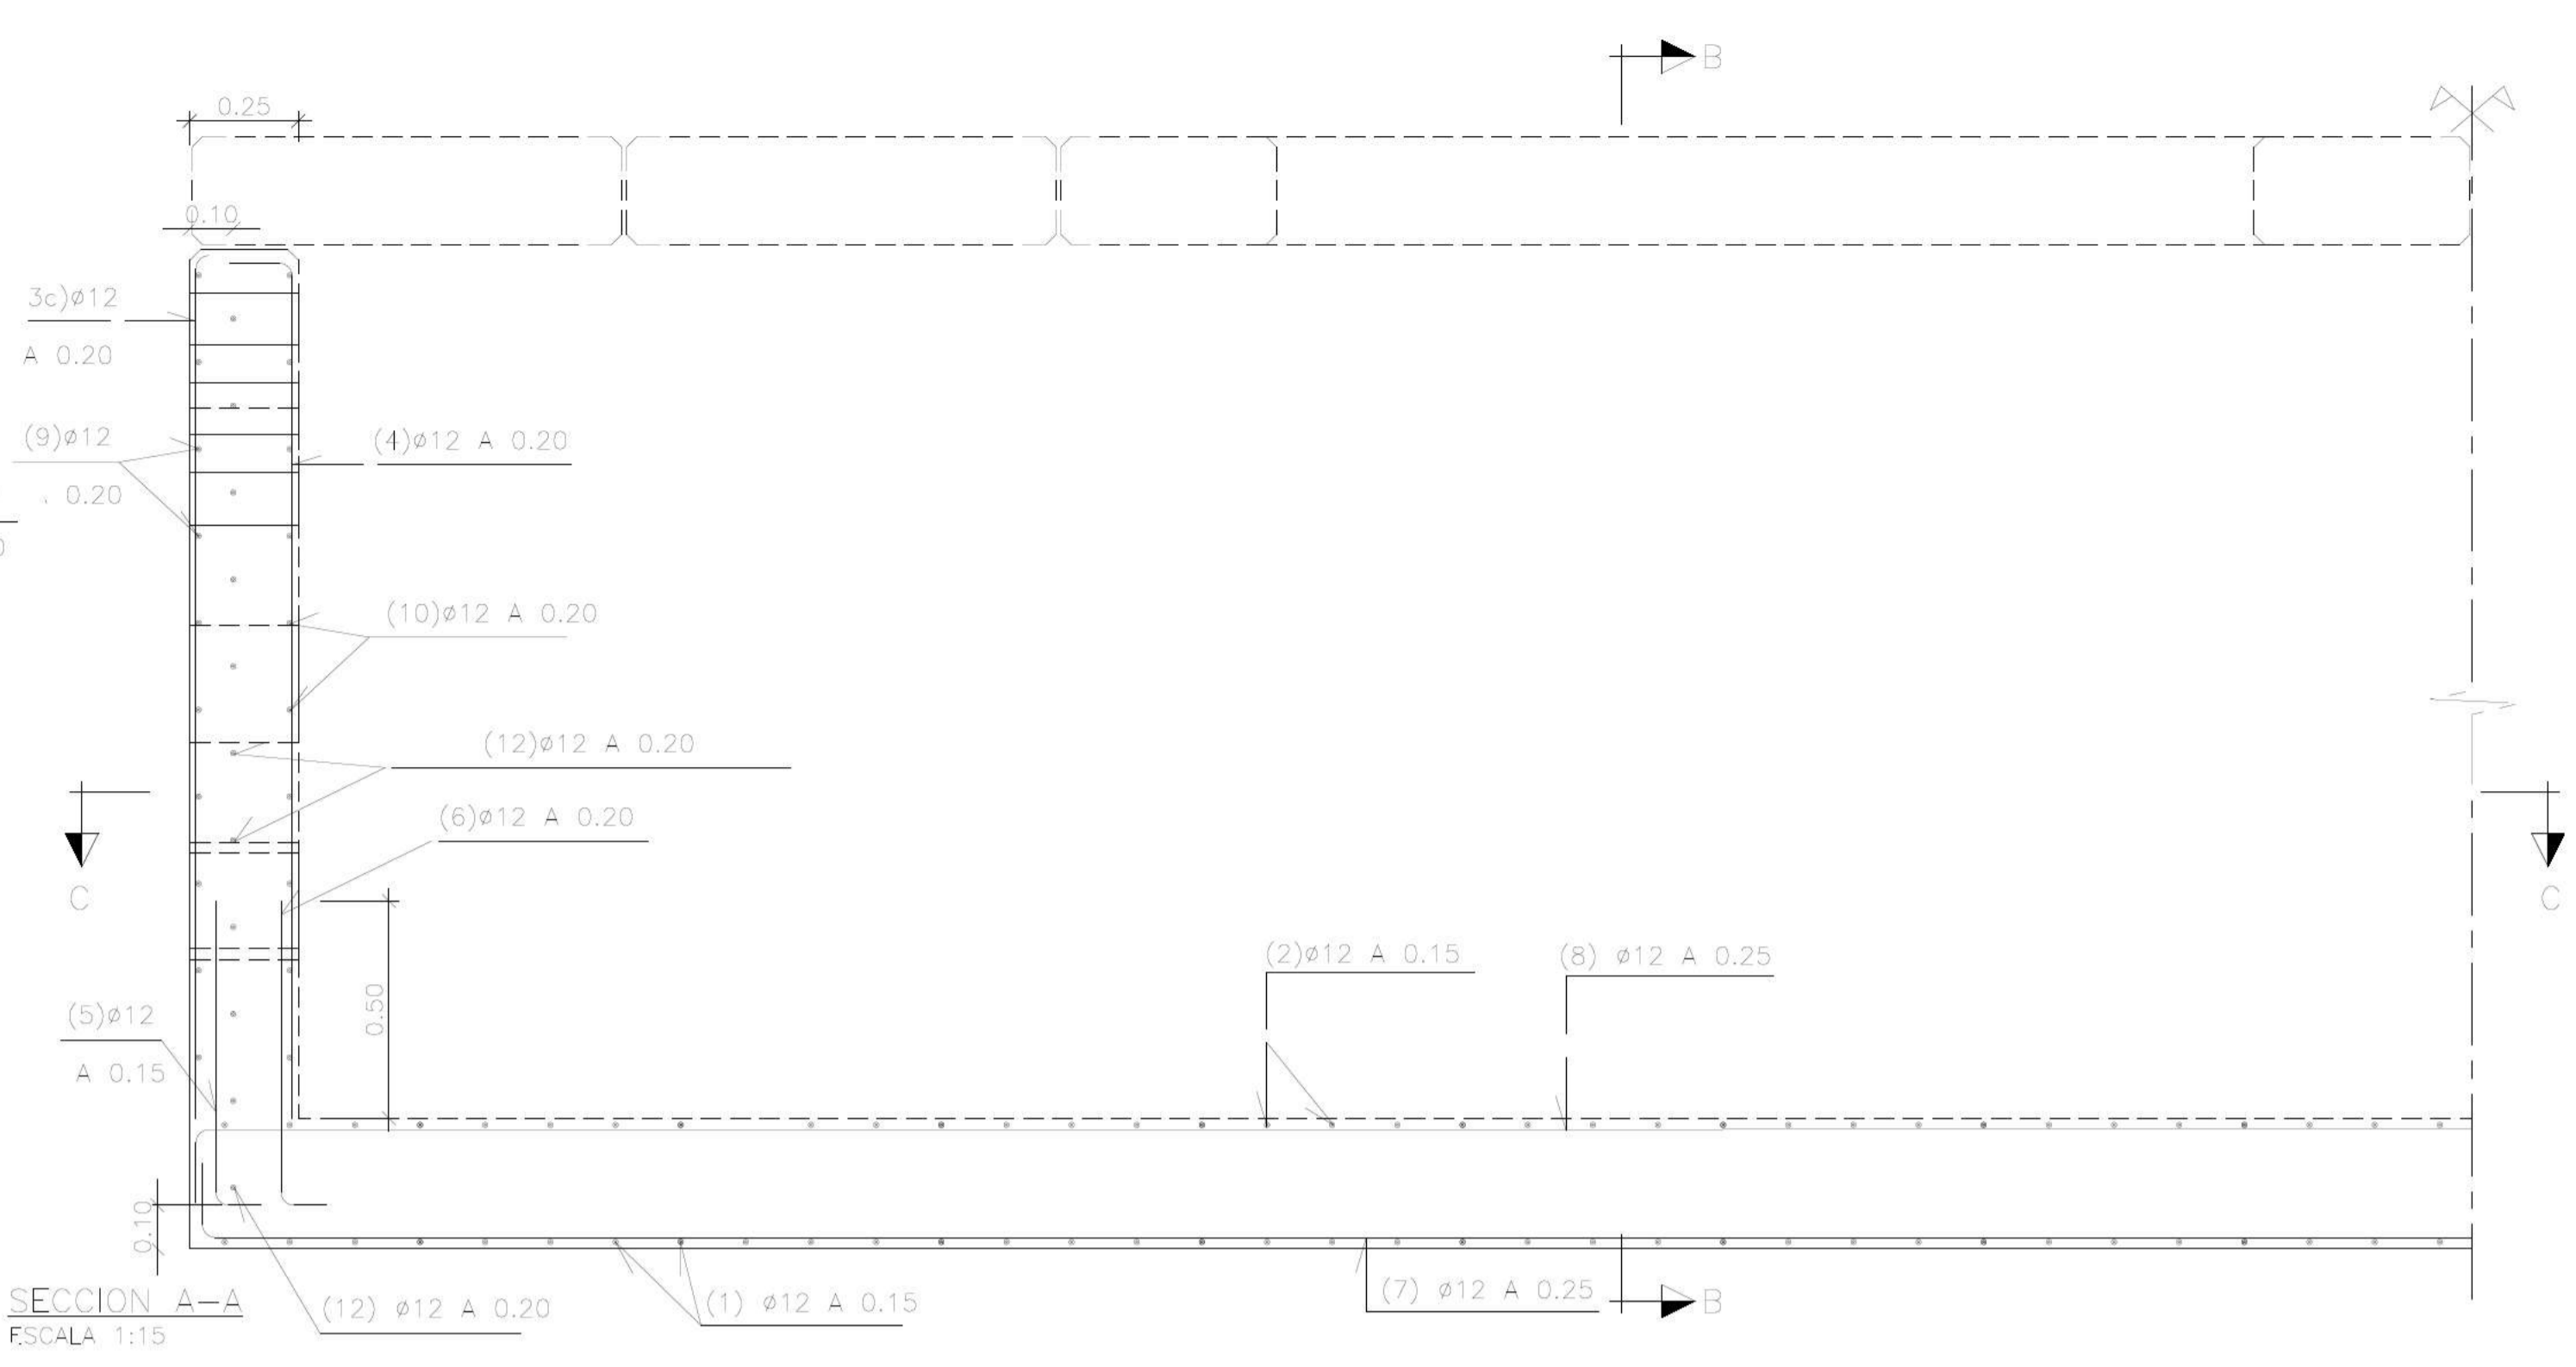 B
0.25
0.10
3c)ø12
A 0.20
(9)ø12
0.20
(4)ø12 A 0.20
(10)ø12 A 0.20
(12)ø12 A 0.20
(6)ø12 A 0.20
C
C
0.50
(2)ø12 A 0.15
(8) ø12 A 0.25
(5)ø12
A 0.15
0.10
(12) ø12 A 0.20
(1) ø12 A 0.15
(7) ø12 A 0.25
B
SECCION A-A
ESCALA 1:15